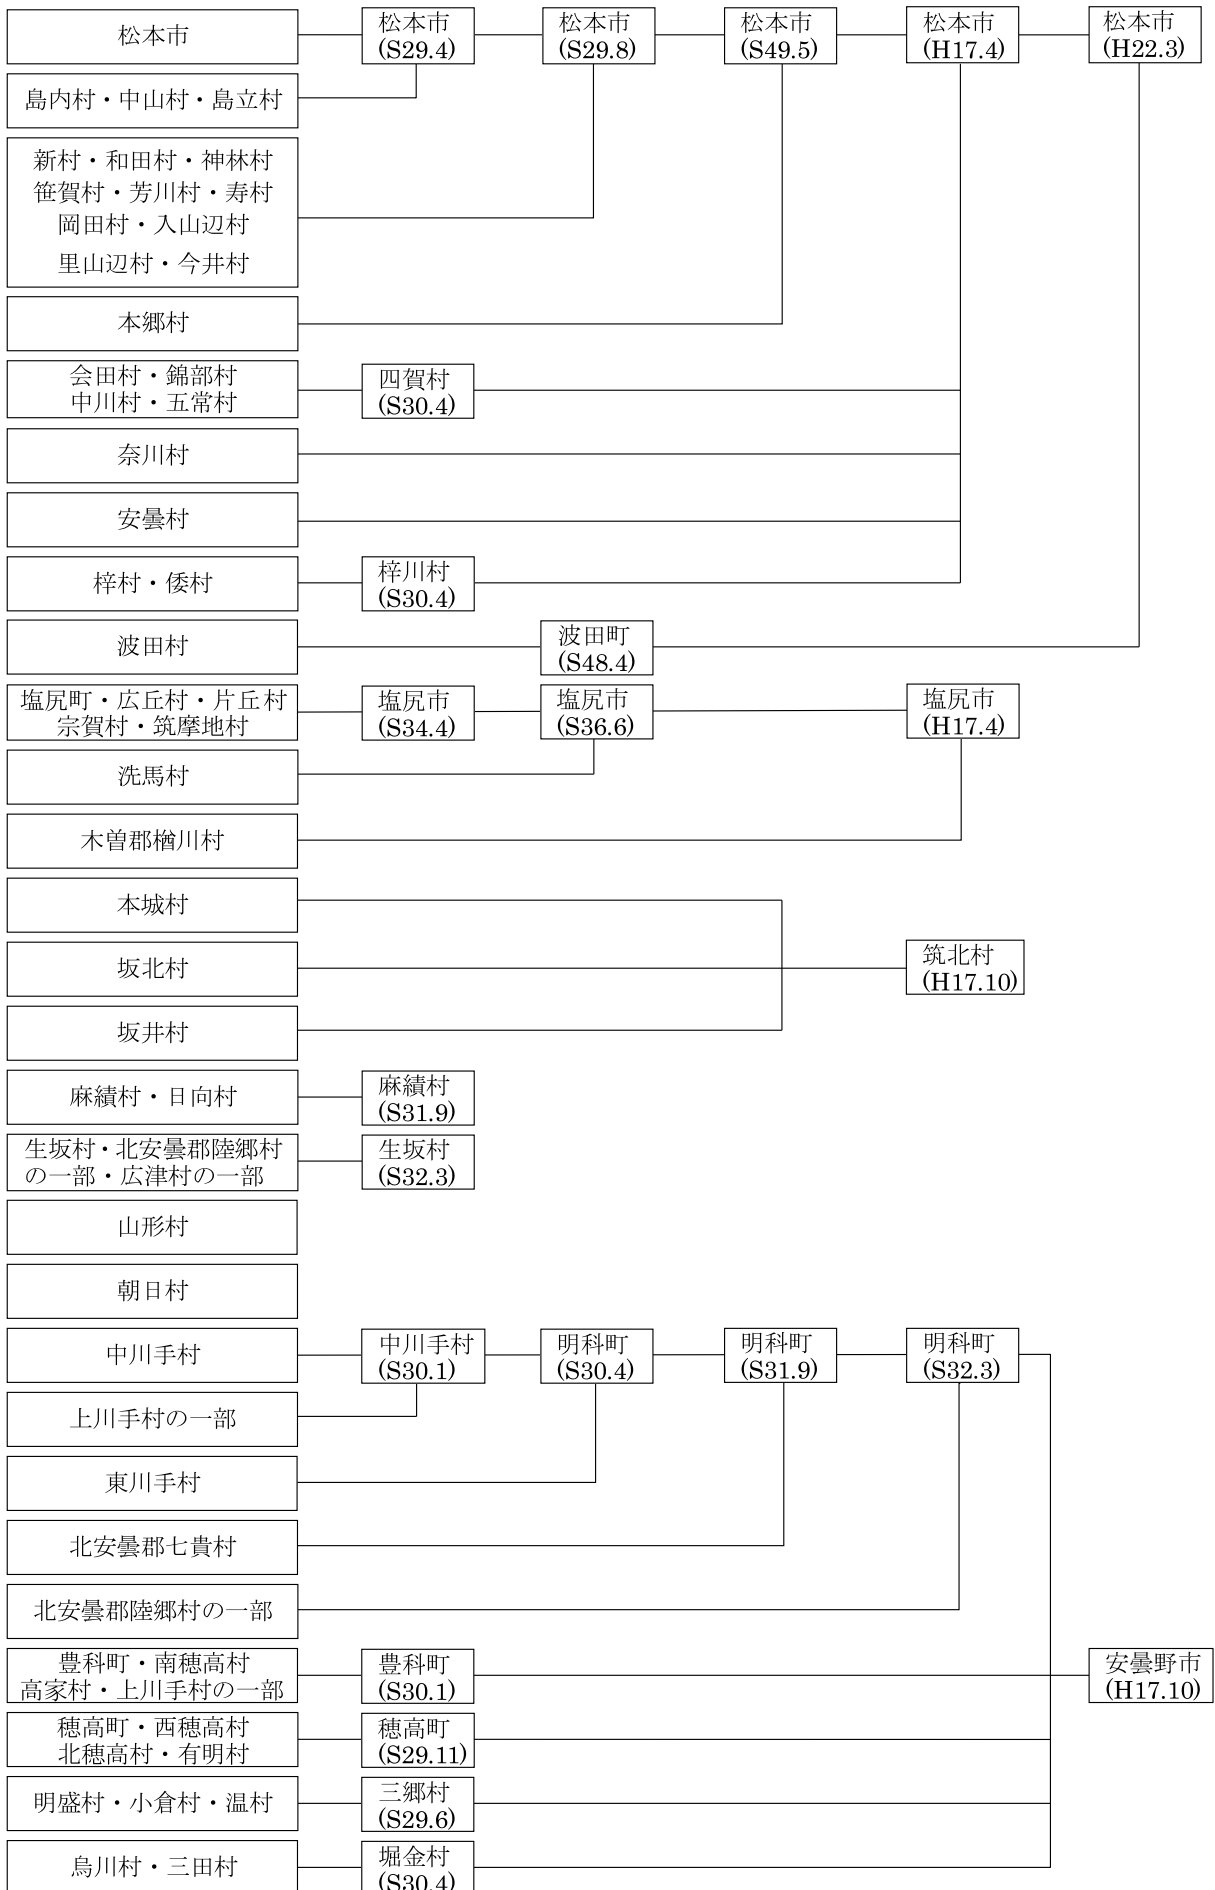 松本市
松本市
(S29.4)
松本市
(S29.8)
松本市
(S49.5)
松本市
(H17.4)
松本市
(H22.3)
島内村・中山村・島立村
新村・和田村・神林村
笹賀村・芳川村・寿村
岡田村・入山辺村
里山辺村・今井村
本郷村
会田村・錦部村
中川村・五常村
四賀村
(S30.4)
奈川村
安曇村
梓村・倭村
梓川村
(S30.4)
波田村
波田町
(S48.4)
塩尻町・広丘村・片丘村
宗賀村・筑摩地村
塩尻市
(S34.4)
塩尻市
(S36.6)
塩尻市
(H17.4)
洗馬村
木曽郡楢川村
本城村
坂北村
筑北村
(H17.10)
坂井村
麻績村・日向村
麻績村
(S31.9)
生坂村・北安曇郡陸郷村
の一部・広津村の一部
生坂村
(S32.3)
山形村
朝日村
中川手村
中川手村
(S30.1)
明科町
(S30.4)
明科町
(S31.9)
明科町
(S32.3)
上川手村の一部
東川手村
北安曇郡七貴村
北安曇郡陸郷村の一部
豊科町・南穂高村
高家村・上川手村の一部
豊科町
(S30.1)
安曇野市
(H17.10)
穂高町・西穂高村
北穂高村・有明村
穂高町
(S29.11)
明盛村・小倉村・温村
三郷村
(S29.6)
烏川村・三田村
堀金村
(S30.4)